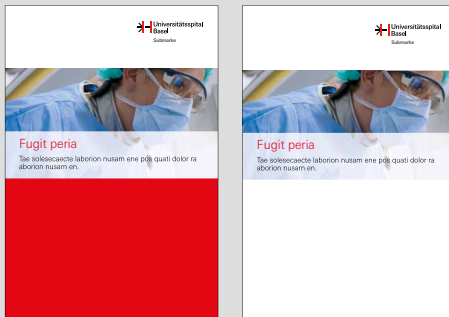 Universitätsspital
Basel
Submarke
Fugit peria
Tae solesecaecte laborion nusam ene pos quati dolor ra
aborion nusam en.
Universitätsspital
Basel
Submarke
Fugit peria
Tae solesecaecte laborion nusam ene pos quati dolor ra
aborion nusam en.